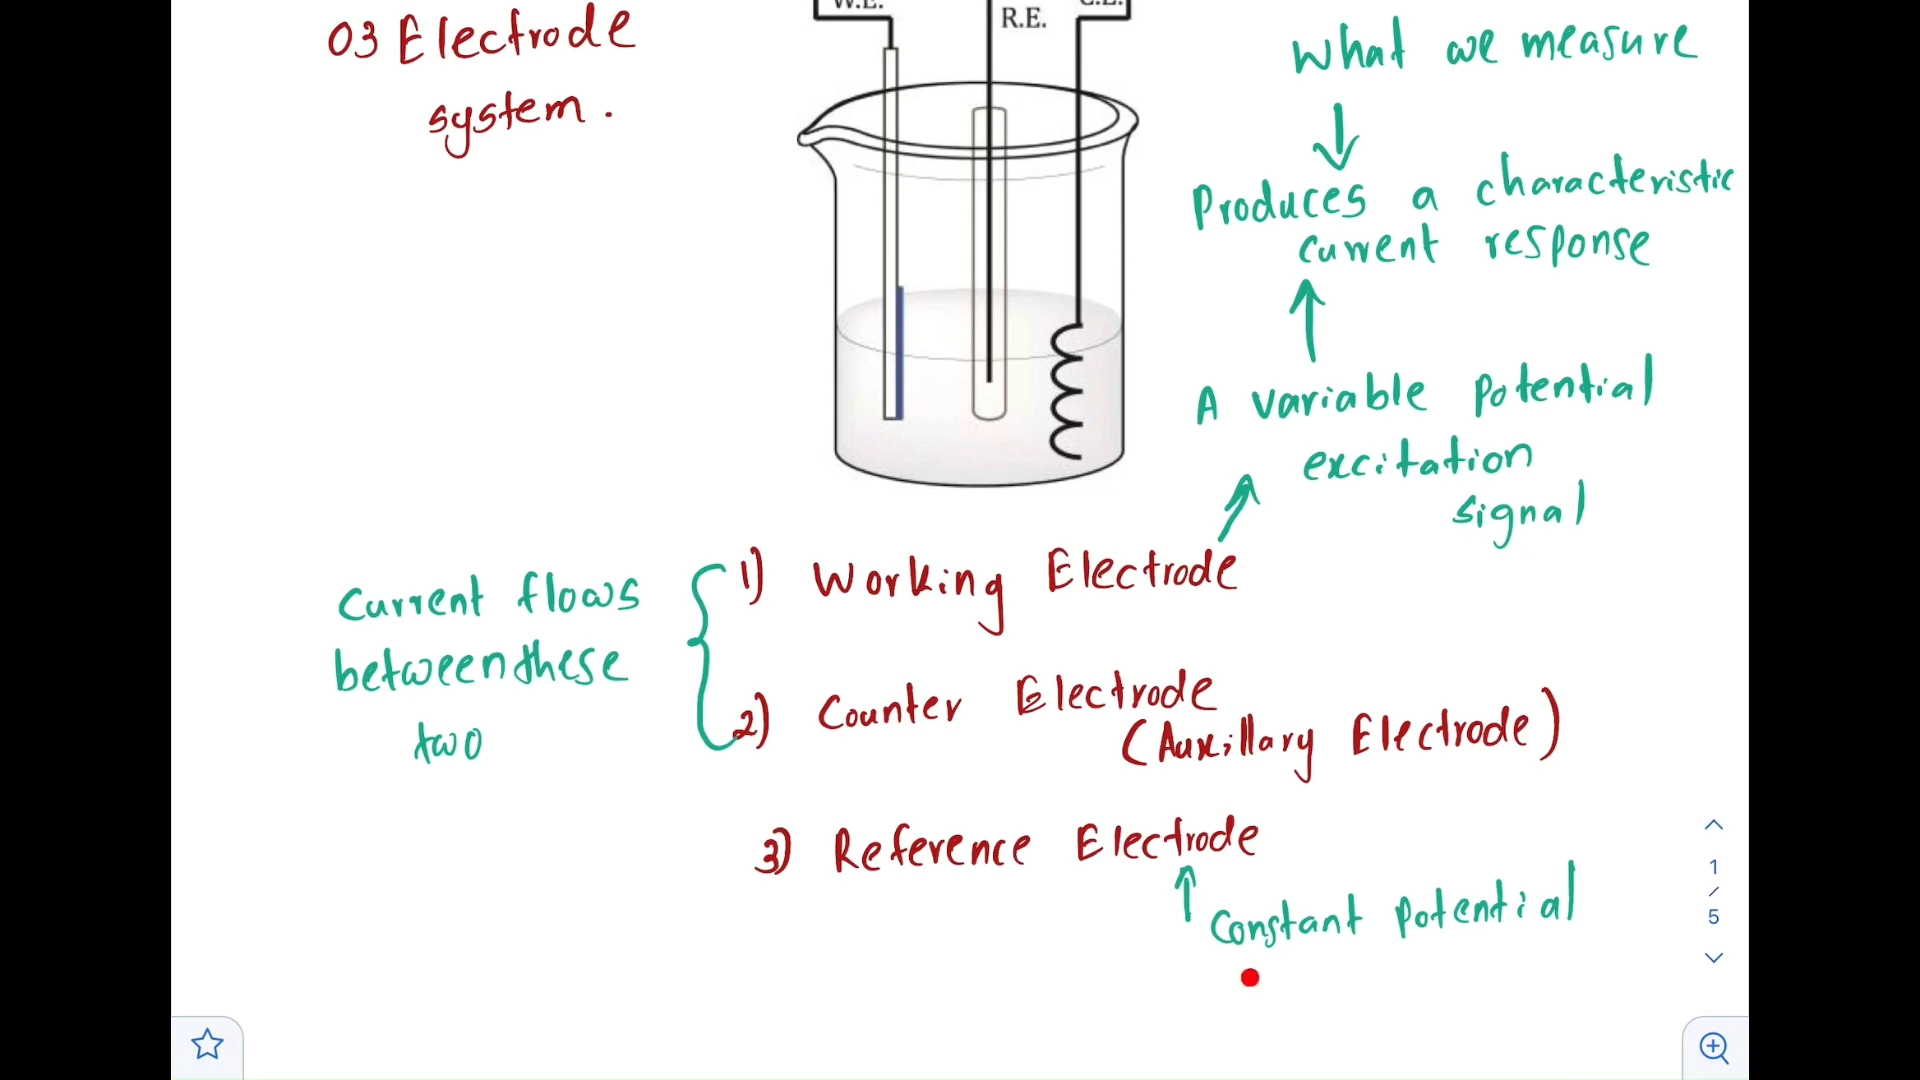 03 Electrode
system.
W.E.
R.E.
C.E.
What we measure
Produces a characteristic
current response
A variable potential
excitation
signal
Current flows
between these
two
1) Working Electrode
2) Counter Electrode
(Auxillary Electrode)
3) Reference Electrode
Constant potential
1
/
5